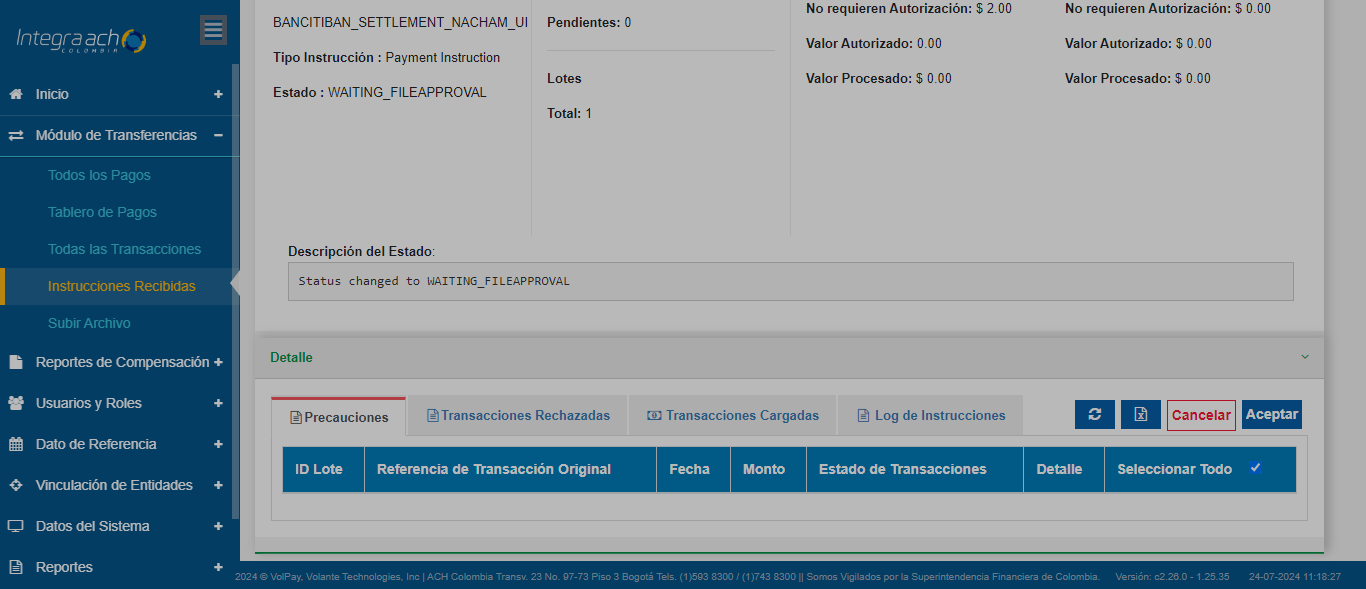 Integra ach
COLOMBIA
Inicio
Módulo de Transferencias
Todos los Pagos
Tablero de Pagos
Todas las Transacciones
Instrucciones Recibidas
Subir Archivo
Reportes de Compensación
Usuarios y Roles
Dato de Referencia
Vinculación de Entidades
Datos del Sistema
Reportes
BANCITIBAN_SETTLEMENT_NACHAM_UI
Tipo Instrucción : Payment Instruction
Estado : WAITING_FILEAPPROVAL
Pendientes: 0
Lotes
Total: 1
No requieren Autorización: $ 2.00
Valor Autorizado: 0.00
Valor Procesado: $ 0.00
No requieren Autorización: $ 0.00
Valor Autorizado: $ 0.00
Valor Procesado: $ 0.00
Descripción del Estado:
Status changed to WAITING_FILEAPPROVAL
Detalle
Precauciones Transacciones Rechazadas Transacciones Cargadas Log de Instrucciones Cancelar Aceptar
ID Lote Referencia de Transacción Original Fecha Monto Estado de Transacciones Detalle Seleccionar Todo
2024 © VolPay, Volante Technologies, Inc | ACH Colombia Transv. 23 No. 97-73 Piso 3 Bogotá Tels. (1)593 8300 / (1)743 8300 || Somos Vigilados por la Superintendencia Financiera de Colombia. Versión: c2.26.0 - 1.25.35 24-07-2024 11:18:27